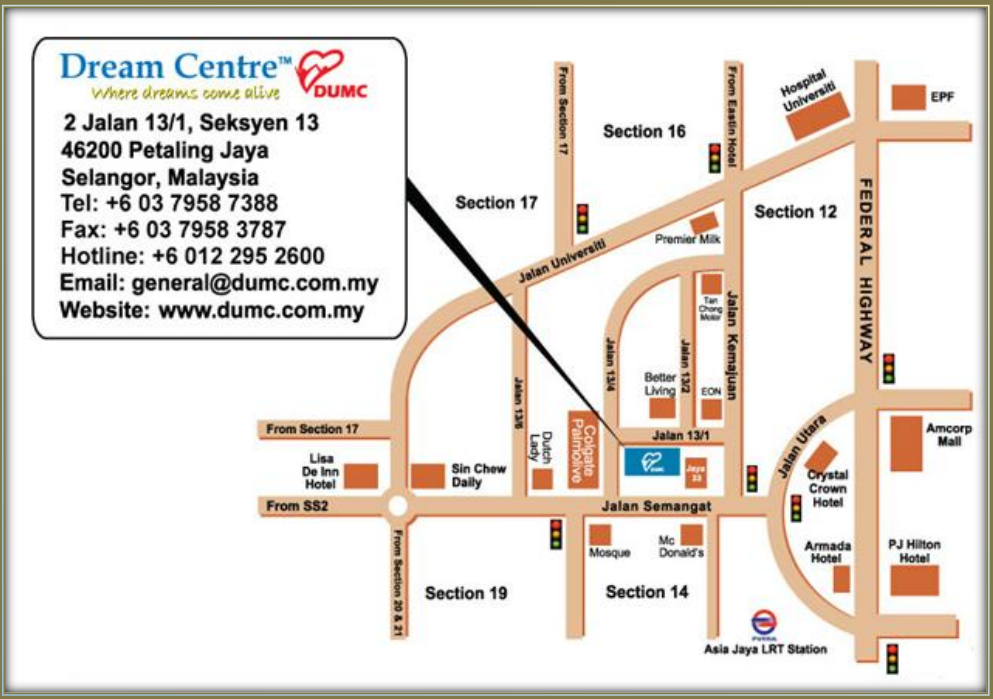 Dream Centre™
DUMC
Where dreams come alive
2 Jalan 13/1, Seksyen 13
46200 Petaling Jaya
Selangor, Malaysia
Tel: +6 03 7958 7388
Fax: +6 03 7958 3787
Hotline: +6 012 295 2600
Email: general@dumc.com.my
Website: www.dumc.com.my
From Section 17
Section 16
From Eastin Hotel
Hospital
Universiti
EPF
Section 17
Section 12
Premier Milk
Jalan Universiti
FEDERAL HIGHWAY
Tan
Chong
Motor
Jalan Kemajuan
Jalan 13/4
Jalan 13/2
Better
Living
EON
Jalan 13/6
From Section 17
Dutch
Lady
Colgate
Palmolive
Jalan 13/1
DUMC
Jaya
33
Jalan Utara
Amcorp
Mall
Lisa
De Inn
Hotel
Sin Chew
Daily
Crystal
Crown
Hotel
From SS2
Jalan Semangat
From Section 20 & 21
Mosque
Mc
Donald's
Armada
Hotel
PJ Hilton
Hotel
Section 19
Section 14
PUTRA
Asia Jaya LRT Station